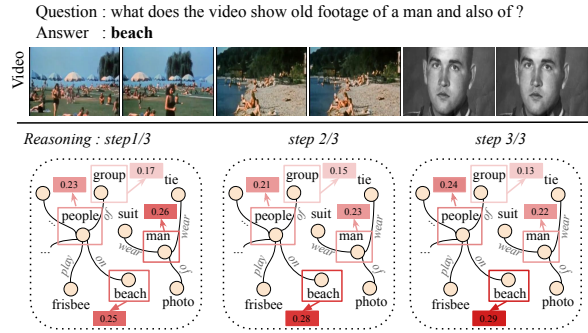 Question : what does the video show old footage of a man and also of ?
Answer : beach
Video
Reasoning : step1/3
step 2/3
step 3/3
group
0.17
tie
0.23
people
of
suit
0.26
man
wear
wear
...
play
on
of
frisbee
beach
photo
0.25
group
0.15
tie
0.21
people
of
suit
0.23
man
wear
wear
...
play
on
of
frisbee
beach
photo
0.28
group
0.13
tie
0.24
people
of
suit
0.22
man
wear
wear
...
play
on
of
frisbee
beach
photo
0.29